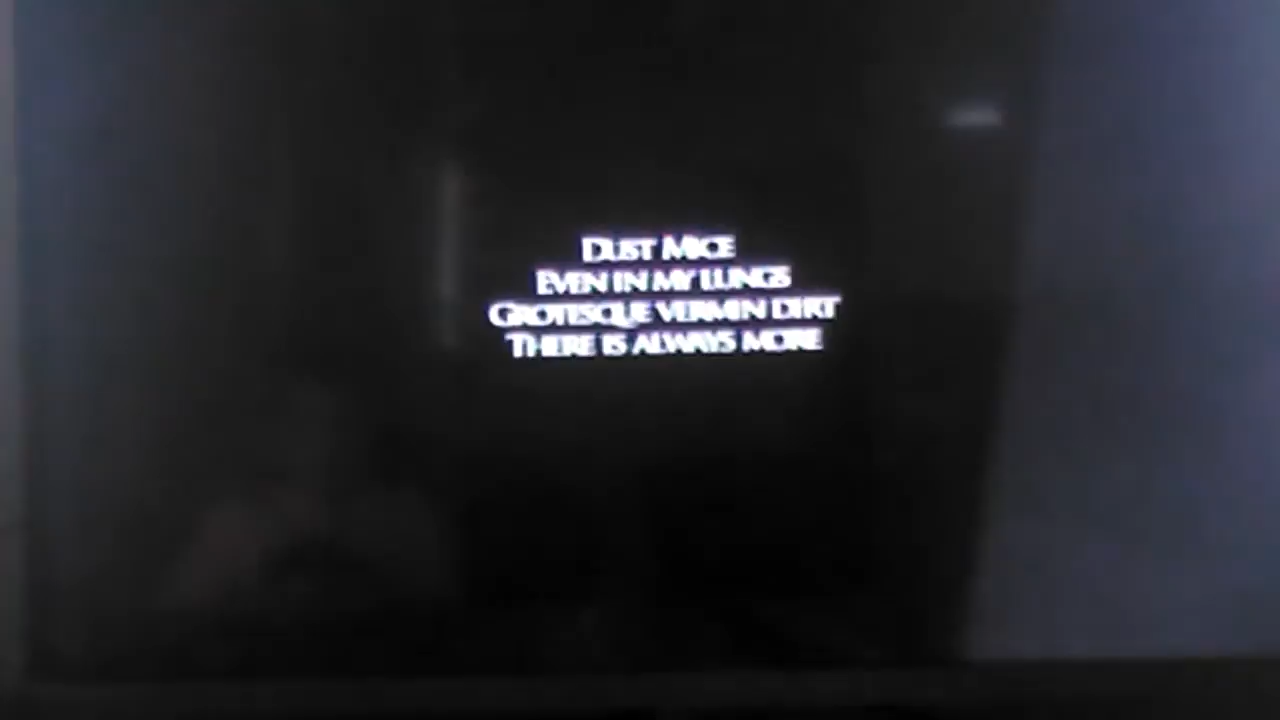 Dust Mice
Even in my lungs
Grotesque vermin dirt
There is always more